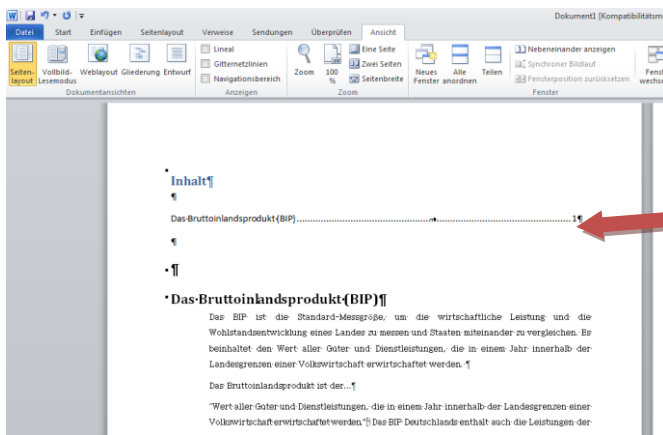 Dokument1 [Kompatibilitätsmo
Datei Start Einfügen Seitenlayout Verweise Sendungen Überprüfen Ansicht
Seiten-layout Vollbild-Lesemodus Weblayout Gliederung Entwurf
Dokumentansichten
Lineal
Gitternetzlinien
Navigationsbereich
Anzeigen
Zoom 100 %
Eine Seite
Zwei Seiten
Seitenbreite
Zoom
Neues Fenster Alle anordnen Teilen
Nebeneinander anzeigen
Synchroner Bildlauf
Fensterposition zurücksetzen
Fenst
wechse
Fenster
Inhalt¶
¶
Das·Bruttoinlandsprodukt·(BIP)................................................→................................................1¶
¶
¶
Das·Bruttoinlandsprodukt·(BIP)¶
Das· BIP· ist· die· Standard-Messgröße,· um· die· wirtschaftliche· Leistung· und· die·
Wohlstandsentwicklung·eines·Landes·zu·messen·und·Staaten·miteinander·zu·vergleichen.·Es·
beinhaltet· den· Wert· aller· Güter· und· Dienstleistungen,· die· in· einem· Jahr· innerhalb· der·
Landesgrenzen·einer·Volkswirtschaft·erwirtschaftet·werden.·¶
Das·Bruttoinlandsprodukt·ist·der...¶
"Wert·aller·Güter·und·Dienstleistungen,·die·in·einem·Jahr·innerhalb·der·Landesgrenzen·einer·
Volkswirtschaft·erwirtschaftet·werden."·Das·BIP·Deutschlands·enthält·auch·die·Leistungen·der·